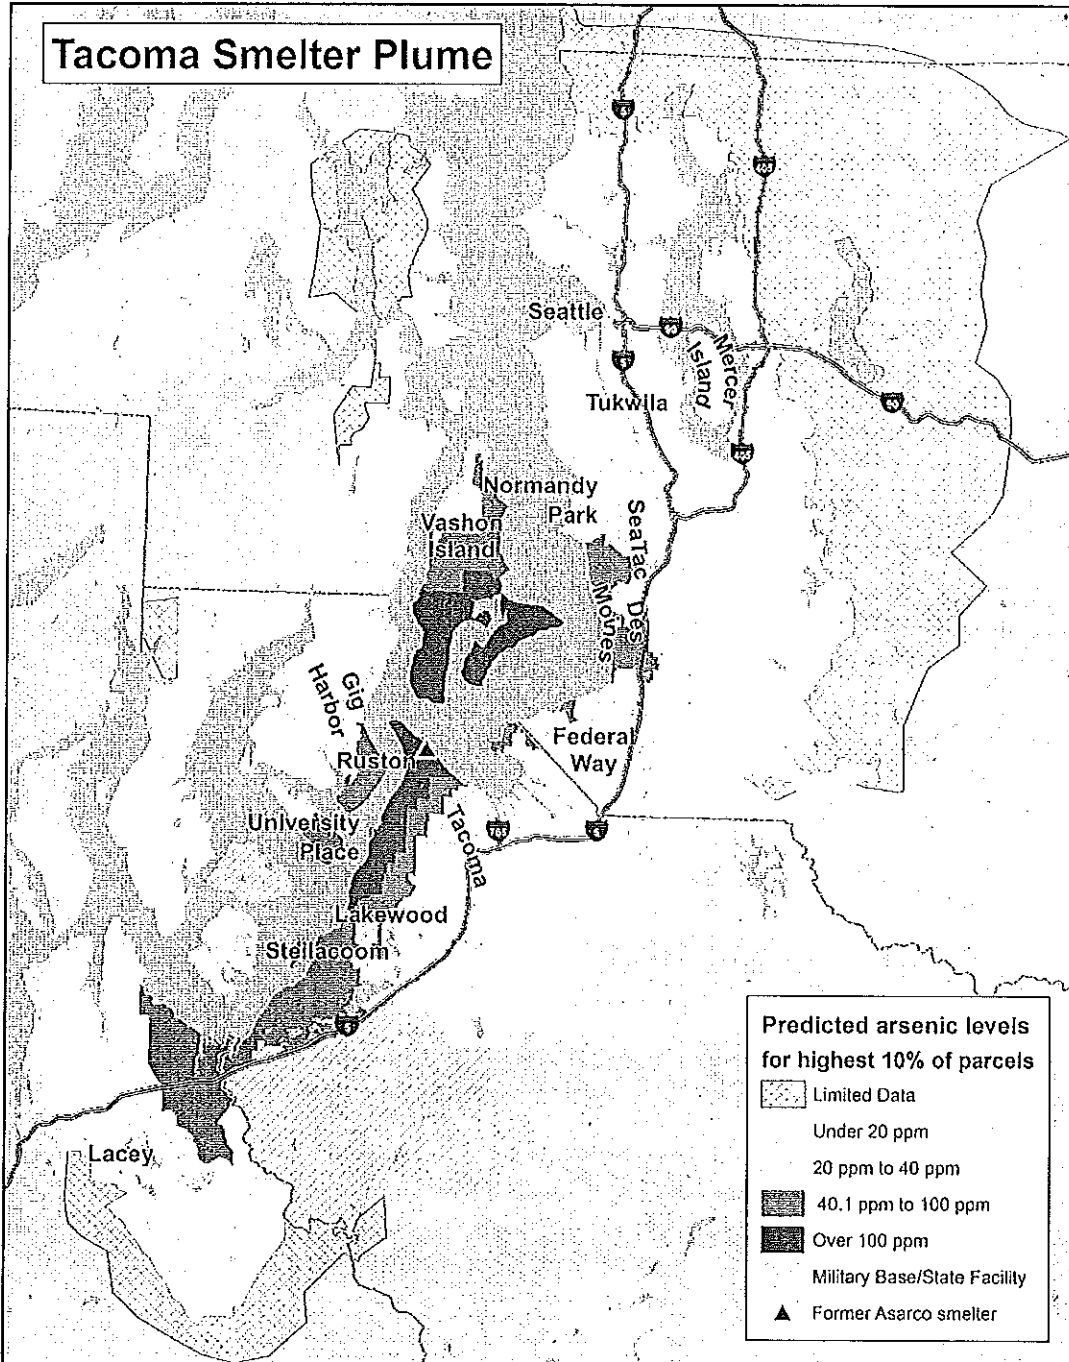 Tacoma Smelter Plume
Seattle
Mercer
Island
Tukwila
Normandy
Park
SeaTac
Vashon
Island
Des
Moines
Gig
Harbor
Federal
Way
Ruston
University
Place
Tacoma
Lakewood
Steilacoom
Lacey
Predicted arsenic levels
for highest 10% of parcels
Limited Data
Under 20 ppm
20 ppm to 40 ppm
40.1 ppm to 100 ppm
Over 100 ppm
Military Base/State Facility
Former Asarco smelter